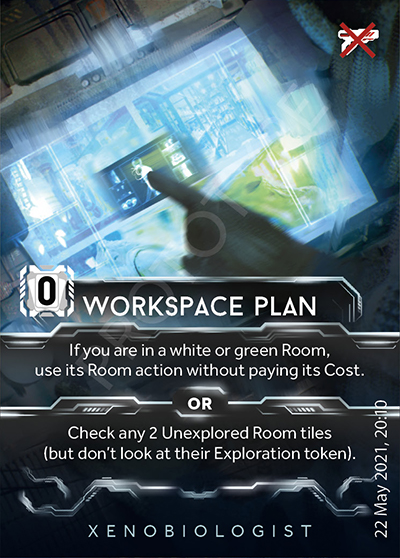 0
WORKSPACE PLAN
If you are in a white or green Room,
use its Room action without paying its Cost.
OR
Check any 2 Unexplored Room tiles
(but don't look at their Exploration token).
22 May 2021, 20:10
XENOBIOLOGIST